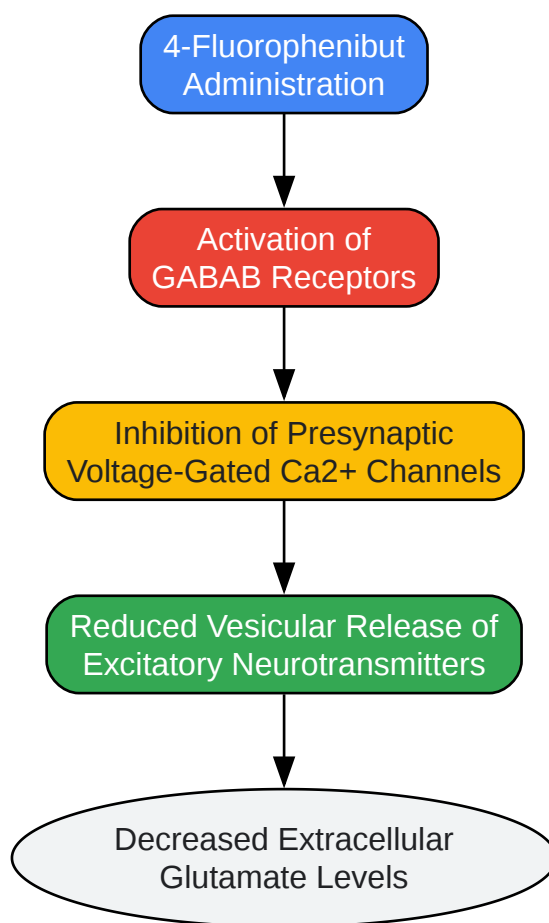 4-Fluorophenibut
Administration
Activation of
GABAB Receptors
Inhibition of Presynaptic
Voltage-Gated Ca2+ Channels
Reduced Vesicular Release of
Excitatory Neurotransmitters
Decreased Extracellular
Glutamate Levels